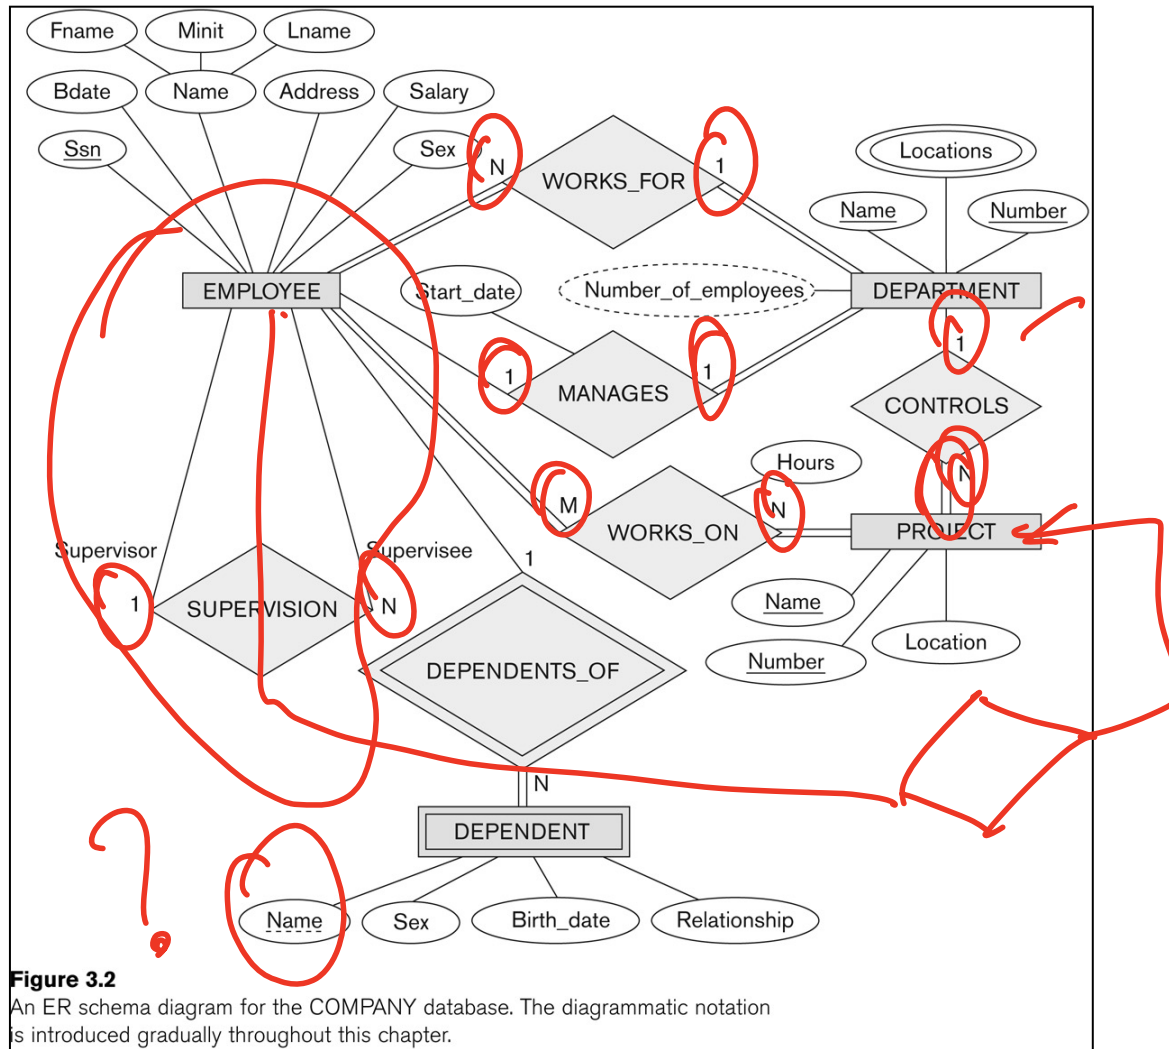 Fname Minit Lname
Bdate Name Address Salary
Ssn Sex N WORKS_FOR 1 Locations
Name Number
EMPLOYEE Start_date Number_of_employees DEPARTMENT
1 MANAGES 1 1
CONTROLS
Hours
M WORKS_ON N N
PROJECT
Supervisor Supervisee
1 SUPERVISION N 1 Name
Number Location
DEPENDENTS_OF
N
DEPENDENT
?
Name Sex Birth_date Relationship
Figure 3.2
An ER schema diagram for the COMPANY database. The diagrammatic notation
is introduced gradually throughout this chapter.